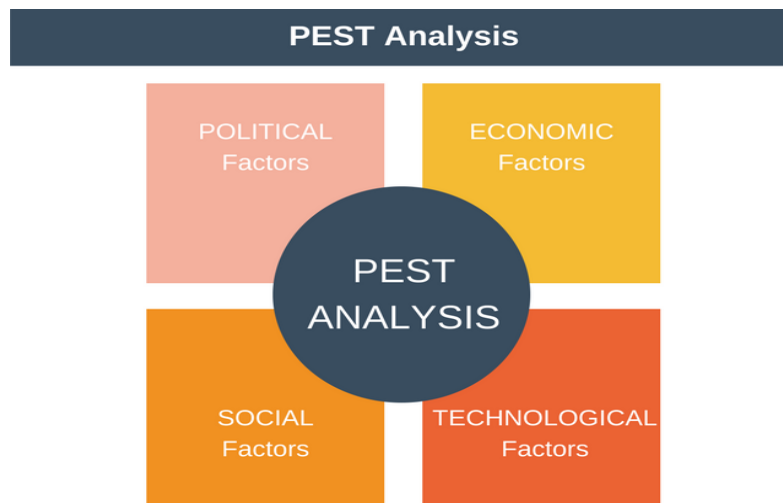 PEST Analysis
POLITICAL
Factors
ECONOMIC
Factors
PEST
ANALYSIS
SOCIAL
Factors
TECHNOLOGICAL
Factors